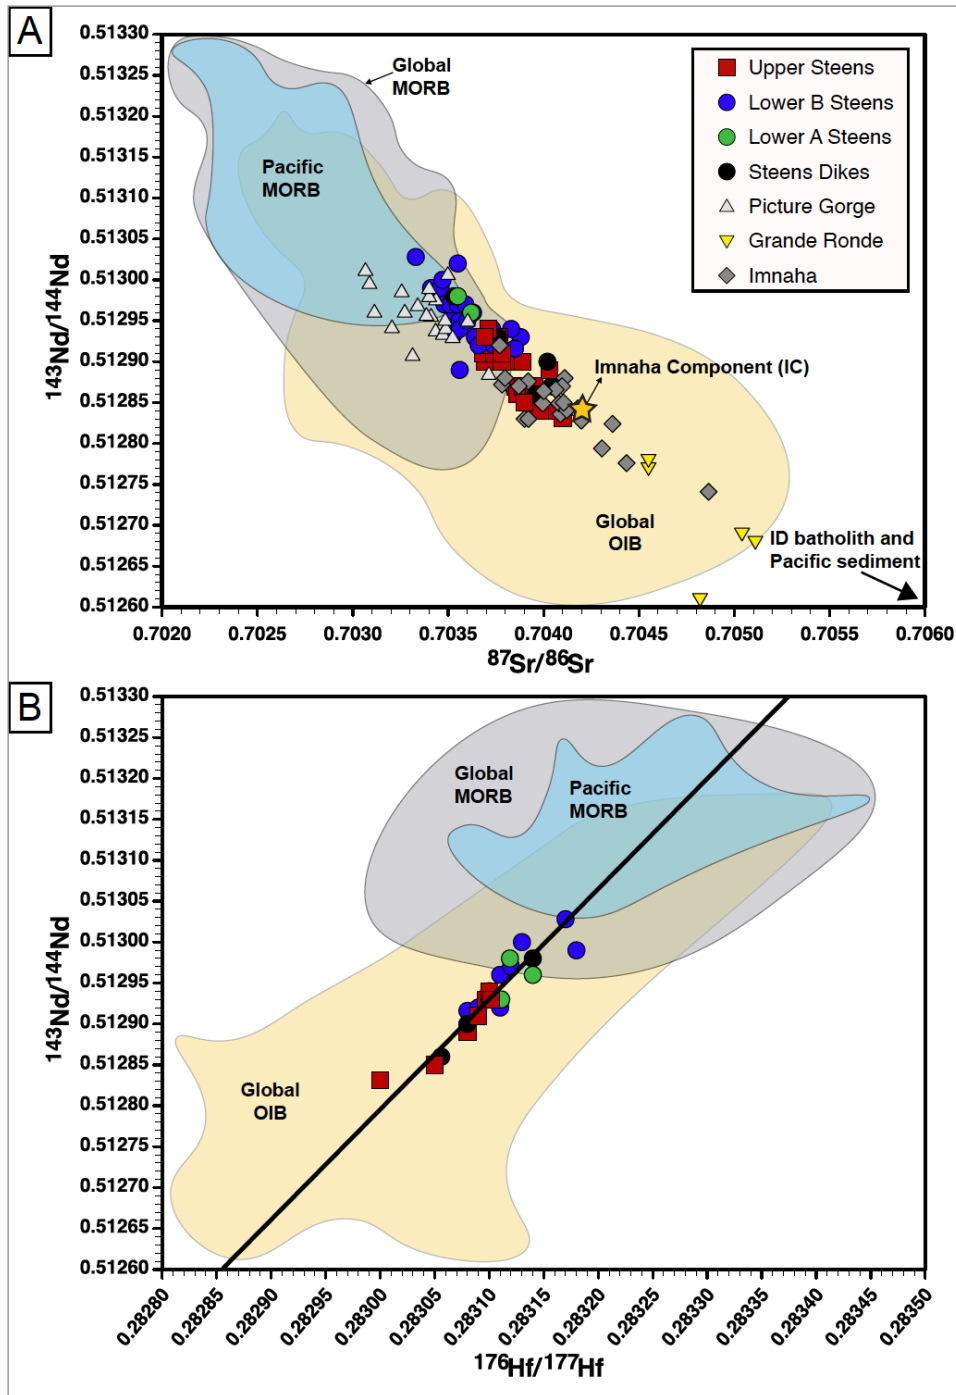 A
0.51330
0.51325
0.51320
0.51315
0.51310
0.51305
0.51300
0.51295
0.51290
0.51285
0.51280
0.51275
0.51270
0.51265
0.51260
143Nd/144Nd
Global
MORB
Pacific
MORB
Upper Steens
Lower B Steens
Lower A Steens
Steens Dikes
Picture Gorge
Grande Ronde
Imnaha
Imnaha Component (IC)
Global
OIB
ID batholith and
Pacific sediment
0.7020 0.7025 0.7030 0.7035 0.7040 0.7045 0.7050 0.7055 0.7060
87Sr/86Sr
B
0.51330
0.51325
0.51320
0.51315
0.51310
0.51305
0.51300
0.51295
0.51290
0.51285
0.51280
0.51275
0.51270
0.51265
0.51260
143Nd/144Nd
Global
MORB
Pacific
MORB
Global
OIB
0.28280 0.28285 0.28290 0.28295 0.28300 0.28305 0.28310 0.28315 0.28320 0.28325 0.28330 0.28335 0.28340 0.28345 0.28350
176Hf/177Hf